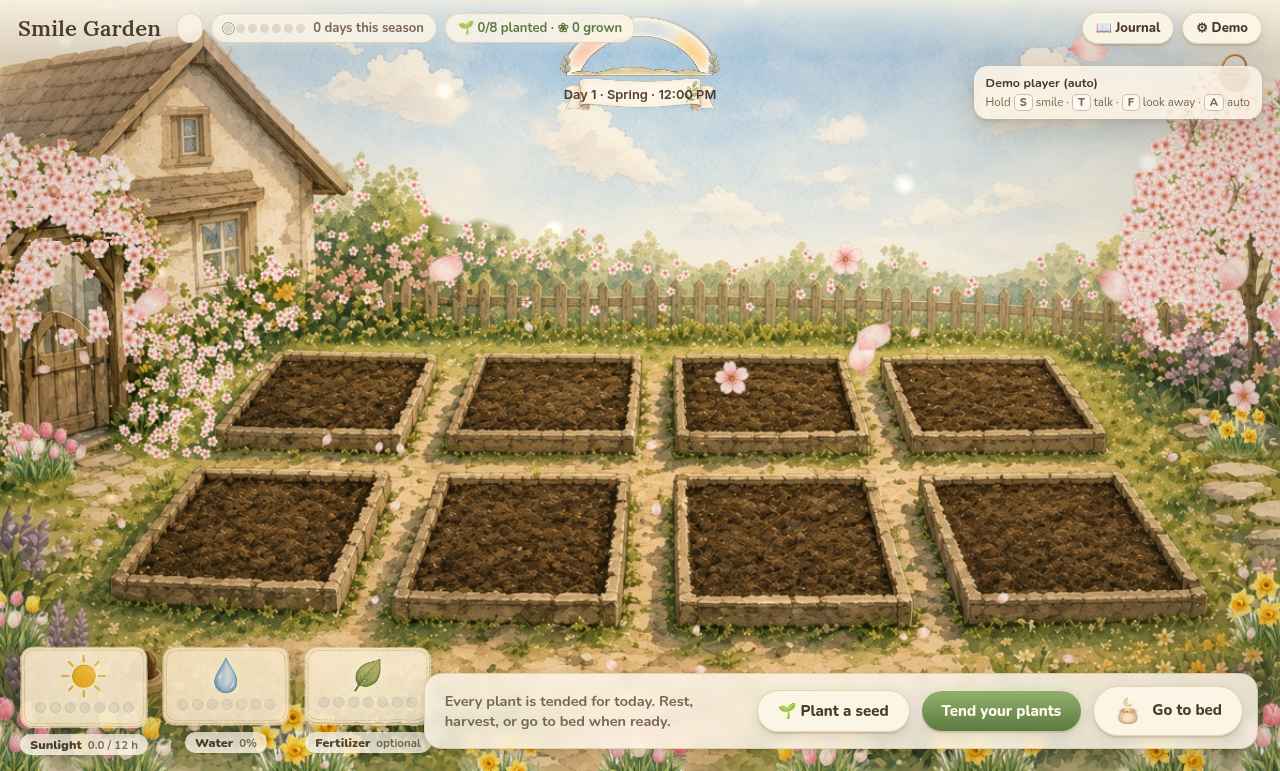 Smile Garden
0 days this season
0/8 planted · ❀ 0 grown
Journal
Demo
Day 1 · Spring · 12:00 PM
Demo player (auto)
Hold S smile · T talk · F look away · A auto
Every plant is tended for today. Rest,
harvest, or go to bed when ready.
Plant a seed
Tend your plants
Go to bed
Sunlight 0.0 / 12 h
Water 0%
Fertilizer optional